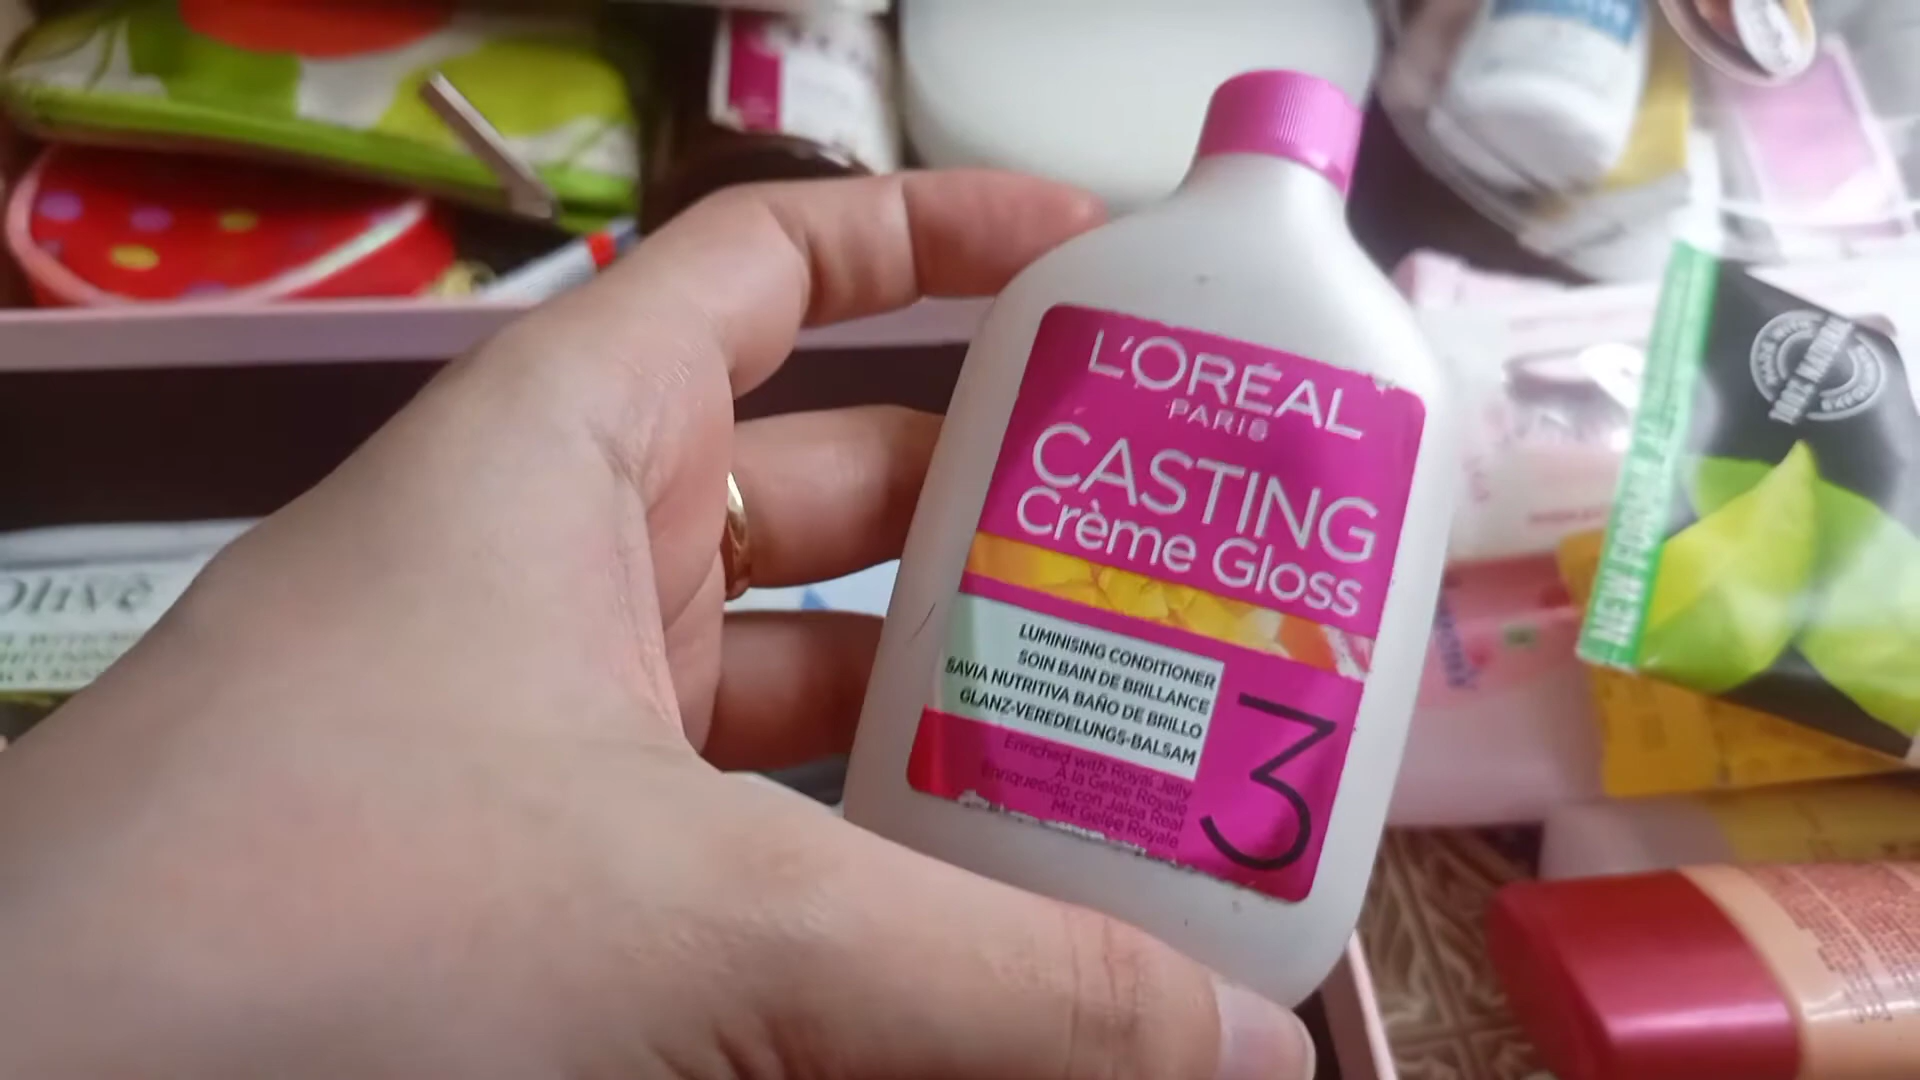 L'ORÉAL
PARIS
CASTING
Crème Gloss
LUMINISING CONDITIONER
SOIN BAIN DE BRILLANCE
SAVIA NUTRITIVA BAÑO DE BRILLO
GLANZ-VEREDELUNGS-BALSAM
3
Enriched with Royal Jelly
À la Gelée Royale
Enriquecido con Jalea Real
Mit Gelée Royale
Olive
NEW FORMULA
100% NATURAL